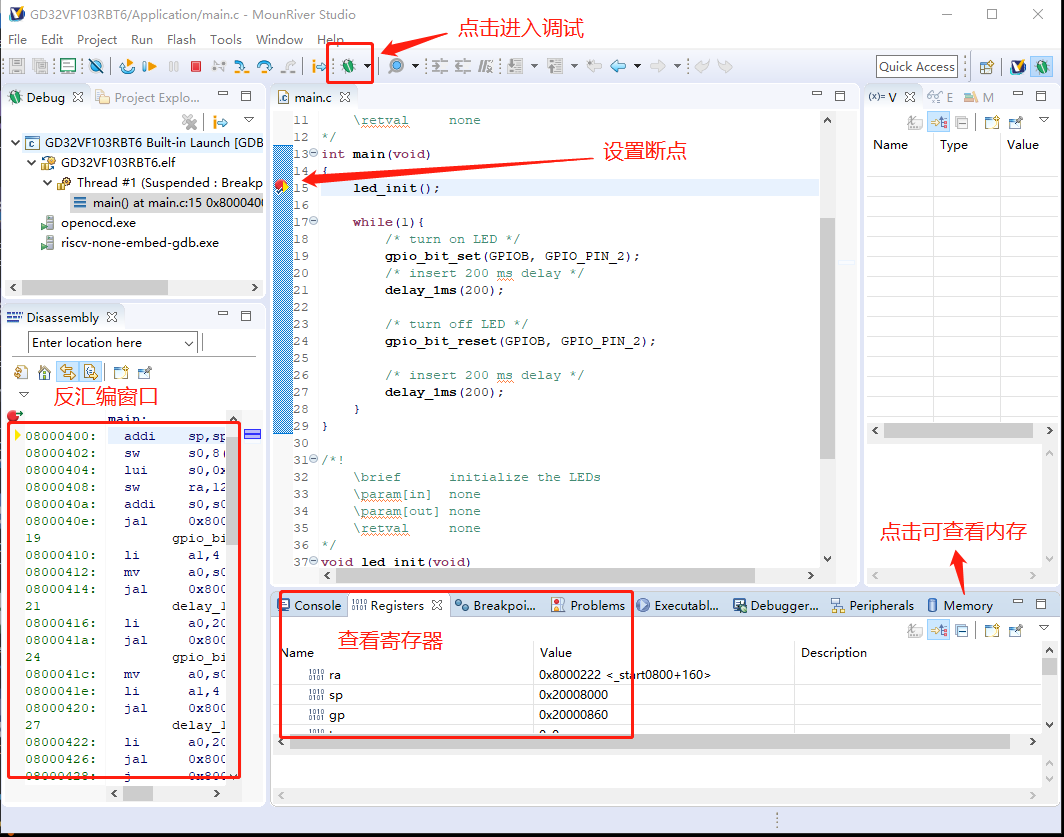 GD32VF103RBT6/Application/main.c - MounRiver Studio
File Edit Project Run Flash Tools Window Help
点击进入调试
Quick Access
Debug
Project Explo...
GD32VF103RBT6 Built-in Launch [GDB
GD32VF103RBT6.elf
Thread #1 (Suspended : Breakp
main() at main.c:15 0x8000400
openocd.exe
riscv-none-embed-gdb.exe
Disassembly
Enter location here
反汇编窗口
main:
08000400: addi sp,sp
08000402: sw s0,8(
08000404: lui s0,0x
08000408: sw ra,12
0800040a: addi s0,s0
0800040e: jal 0x800
19 gpio_bi
08000410: li a1,4
08000412: mv a0,s0
08000414: jal 0x800
21 delay_1
08000416: li a0,20
0800041a: jal 0x800
24 gpio_bi
0800041c: mv a0,s0
0800041e: li a1,4
08000420: jal 0x800
27 delay_1
08000422: li a0,20
08000426: jal 0x800
08000428: j 0x800
main.c
11 \retval none
12 */
13 int main(void)
14 {
15 led_init();
16
17 while(1){
18 /* turn on LED */
19 gpio_bit_set(GPIOB, GPIO_PIN_2);
20 /* insert 200 ms delay */
21 delay_1ms(200);
22
23 /* turn off LED */
24 gpio_bit_reset(GPIOB, GPIO_PIN_2);
25
26 /* insert 200 ms delay */
27 delay_1ms(200);
28 }
29 }
30
31 /*!
32 \brief initialize the LEDs
33 \param[in] none
34 \param[out] none
35 \retval none
36 */
37 void led_init(void)
设置断点
(x)= V
E
M
Name Type Value
点击可查看内存
Console
Registers
Breakpoi...
Problems
Executabl...
Debugger...
Peripherals
Memory
查看寄存器
Name Value Description
ra 0x8000222 <_start0800+160>
sp 0x20008000
gp 0x20000860